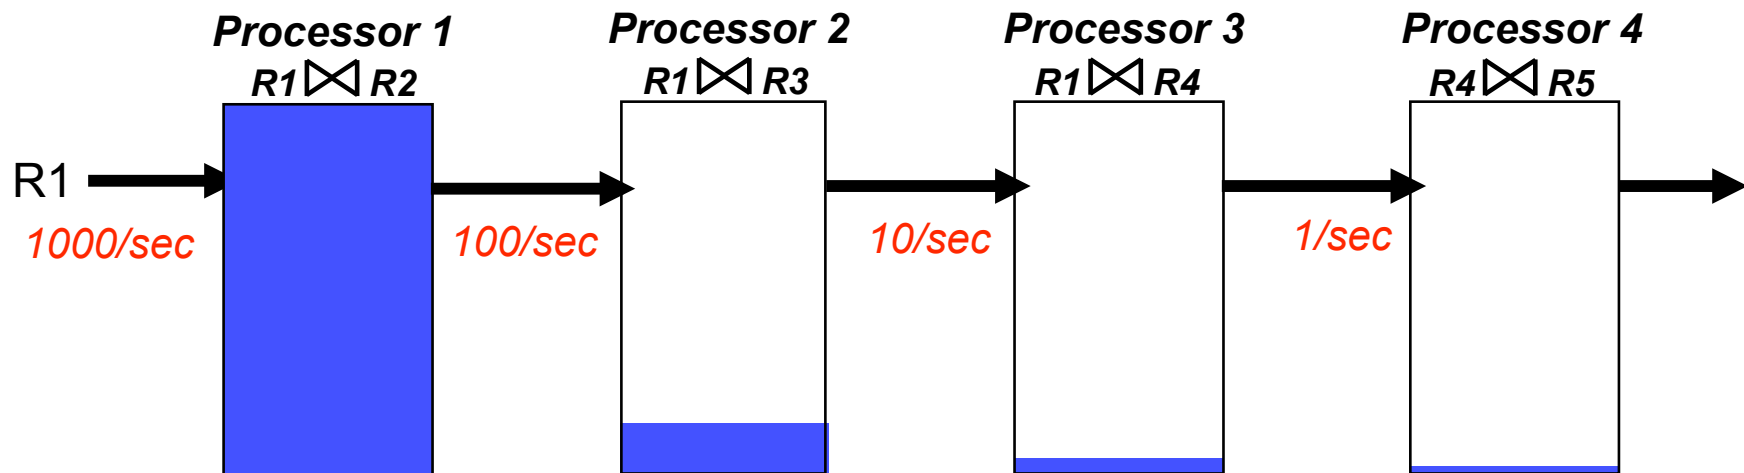 Processor 1
Processor 2
Processor 3
Processor 4
R1 ⋈ R2
R1 ⋈ R3
R1 ⋈ R4
R4 ⋈ R5
R1
1000/sec
100/sec
10/sec
1/sec